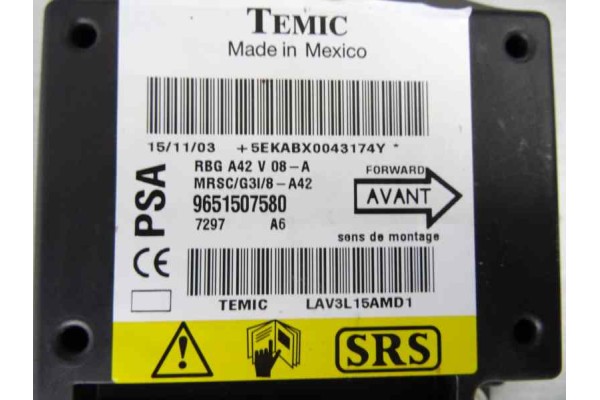 TEMIC
Made in Mexico
15/11/03 +5EKABX0043174Y *
RBG A42 V 08-A
MRSC/G3I/8-A42
9651507580
7297 A6
PSA
CE
FORWARD
AVANT
sens de montage
TEMIC LAV3L15AMD1
SRS